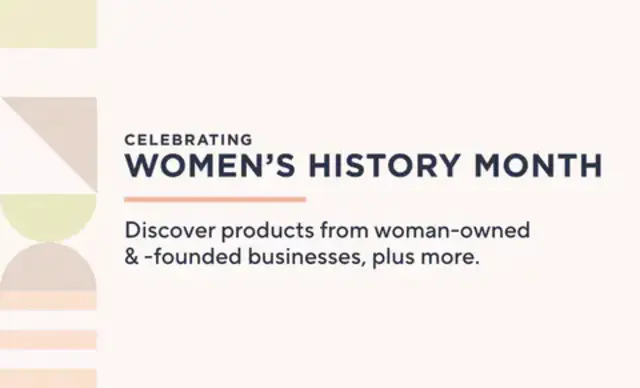 CELEBRATING
WOMEN’S HISTORY MONTH
Discover products from woman-owned
& -founded businesses, plus more.